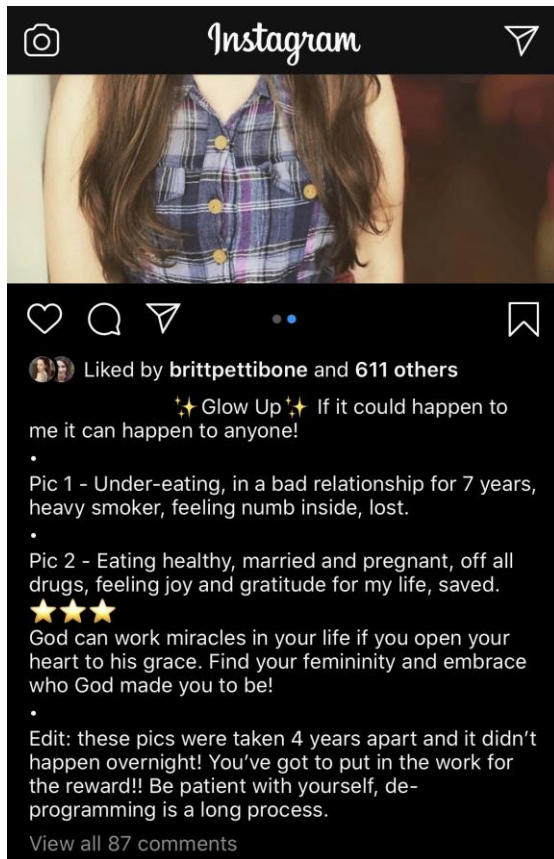 Instagram
Liked by brittpettibone and 611 others
✨Glow Up✨ If it could happen to
me it can happen to anyone!
•
Pic 1 - Under-eating, in a bad relationship for 7 years,
heavy smoker, feeling numb inside, lost.
•
Pic 2 - Eating healthy, married and pregnant, off all
drugs, feeling joy and gratitude for my life, saved.
⭐⭐⭐
God can work miracles in your life if you open your
heart to his grace. Find your femininity and embrace
who God made you to be!
•
Edit: these pics were taken 4 years apart and it didn’t
happen overnight! You’ve got to put in the work for
the reward!! Be patient with yourself, de-
programming is a long process.
View all 87 comments